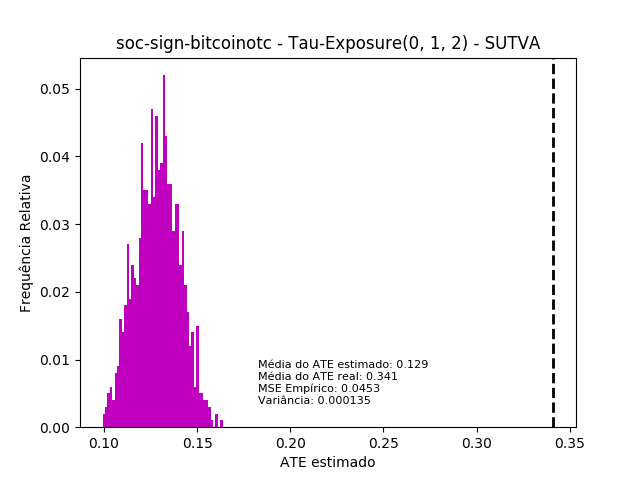 soc-sign-bitcoinotc - Tau-Exposure(0, 1, 2) - SUTVA
0.05
0.04
0.03
0.02
0.01
0.00
Frequência Relativa
Média do ATE estimado: 0.129
Média do ATE real: 0.341
MSE Empírico: 0.0453
Variância: 0.000135
0.10 0.15 0.20 0.25 0.30 0.35
ATE estimado